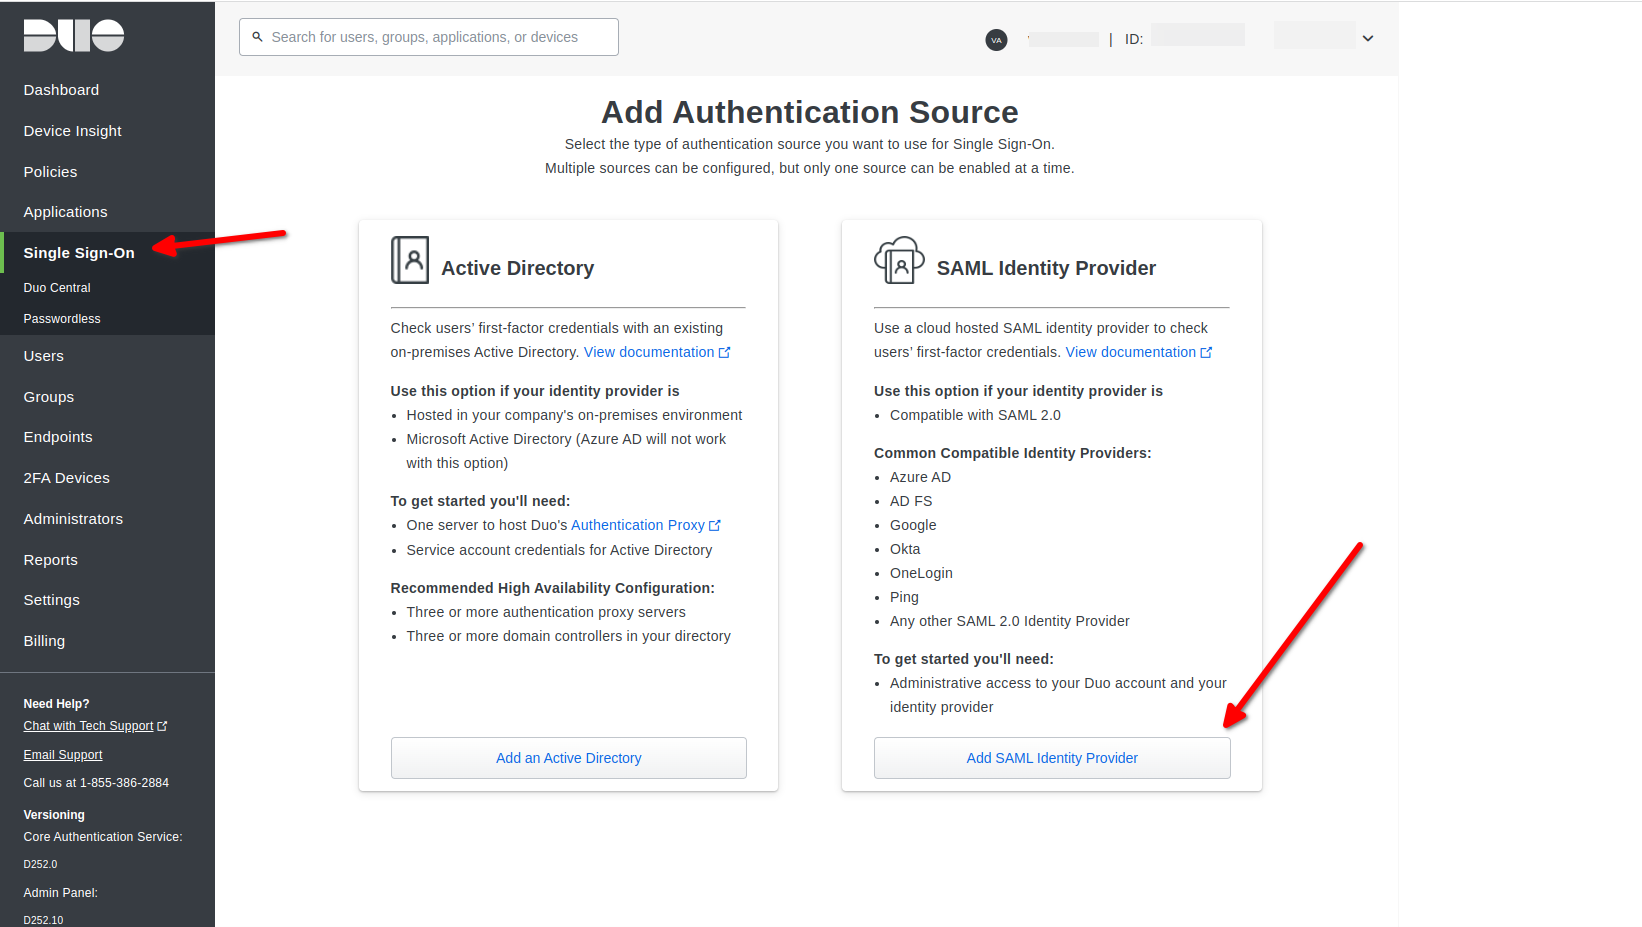 DUO
Search for users, groups, applications, or devices
VA
| ID:
Dashboard
Device Insight
Policies
Applications
Single Sign-On
Duo Central
Passwordless
Users
Groups
Endpoints
2FA Devices
Administrators
Reports
Settings
Billing
Need Help?
Chat with Tech Support
Email Support
Call us at 1-855-386-2884
Versioning
Core Authentication Service:
D252.0
Admin Panel:
D252.10
Add Authentication Source
Select the type of authentication source you want to use for Single Sign-On.
Multiple sources can be configured, but only one source can be enabled at a time.
Active Directory
Check users’ first-factor credentials with an existing
on-premises Active Directory. View documentation
Use this option if your identity provider is
• Hosted in your company's on-premises environment
• Microsoft Active Directory (Azure AD will not work
with this option)
To get started you'll need:
• One server to host Duo's Authentication Proxy
• Service account credentials for Active Directory
Recommended High Availability Configuration:
• Three or more authentication proxy servers
• Three or more domain controllers in your directory
Add an Active Directory
SAML Identity Provider
Use a cloud hosted SAML identity provider to check
users’ first-factor credentials. View documentation
Use this option if your identity provider is
• Compatible with SAML 2.0
Common Compatible Identity Providers:
• Azure AD
• AD FS
• Google
• Okta
• OneLogin
• Ping
• Any other SAML 2.0 Identity Provider
To get started you'll need:
• Administrative access to your Duo account and your
identity provider
Add SAML Identity Provider